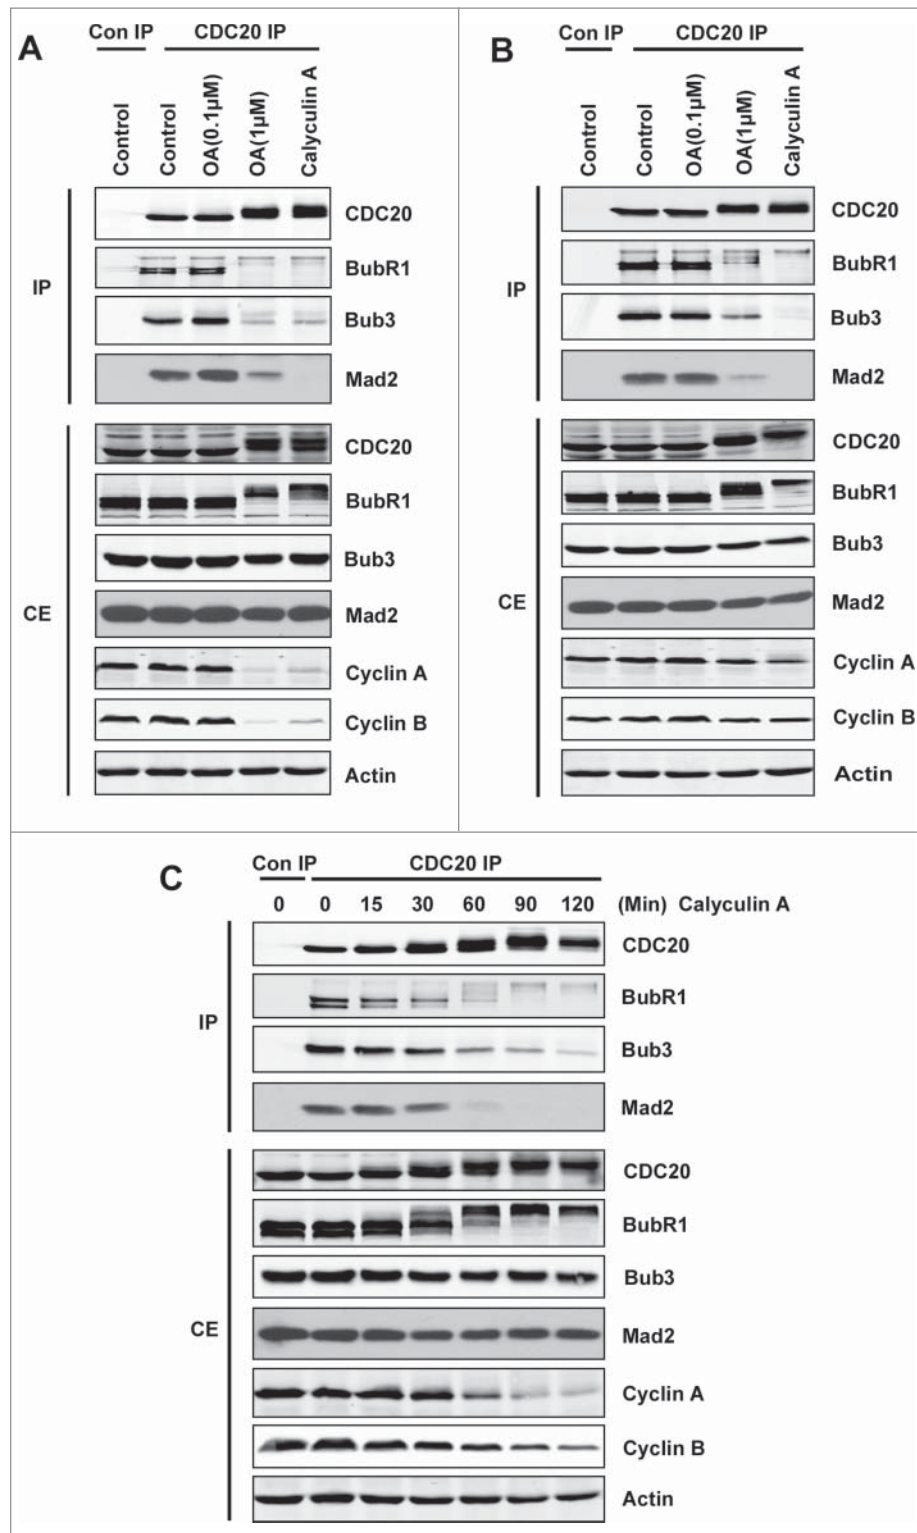 A
Con IP CDC20 IP
Control Control OA(0.1µM) OA(1µM) Calyculin A
IP
CDC20
BubR1
Bub3
Mad2
CE
CDC20
BubR1
Bub3
Mad2
Cyclin A
Cyclin B
Actin
B
Con IP CDC20 IP
Control Control OA(0.1µM) OA(1µM) Calyculin A
IP
CDC20
BubR1
Bub3
Mad2
CE
CDC20
BubR1
Bub3
Mad2
Cyclin A
Cyclin B
Actin
C
Con IP CDC20 IP
0 0 15 30 60 90 120 (Min) Calyculin A
IP
CDC20
BubR1
Bub3
Mad2
CE
CDC20
BubR1
Bub3
Mad2
Cyclin A
Cyclin B
Actin